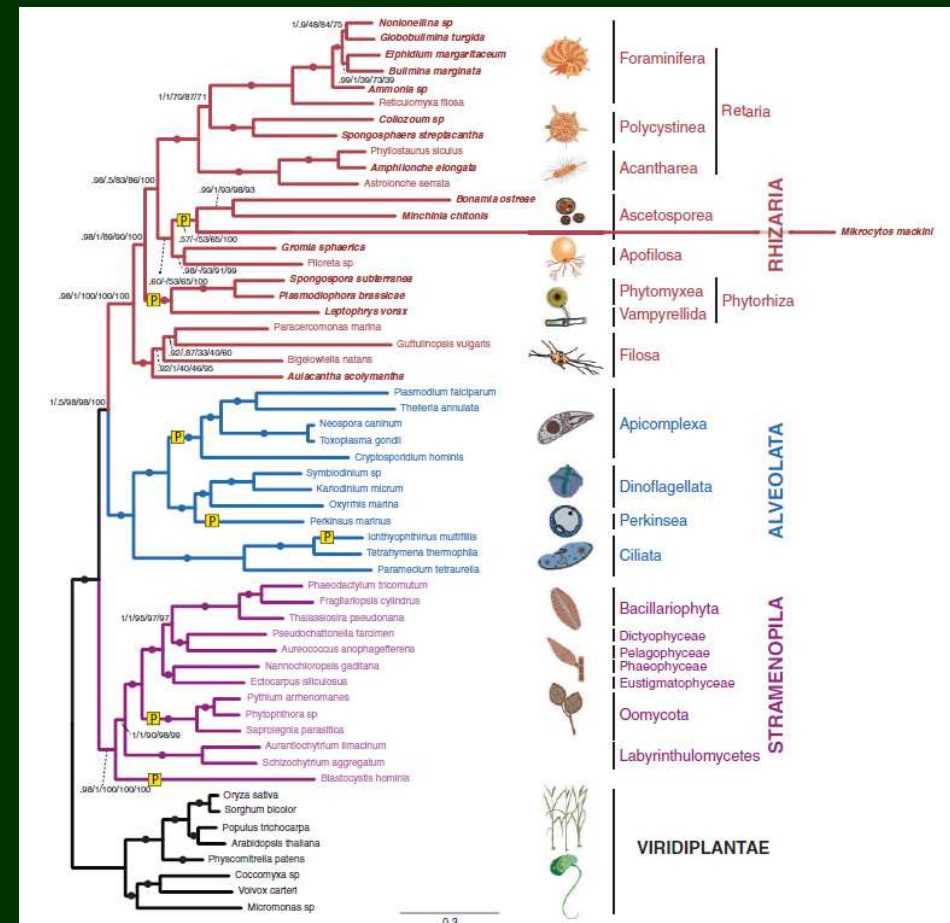 1/.9/48/84/75
Nonionellina sp
Globobulimina turgida
Elphidium margaritaceum
Bulimina marginata
.99/1/39/73/39
Ammonia sp
1/1/70/87/71
Reticulomyxa filosa
Foraminifera
Retaria
Collozoum sp
Spongosphaera streptacantha
Polycystinea
Phyllostaurus siculus
Amphilonche elongata
Astrolonche serrata
Acantharea
.98/.5/83/86/100
.99/1/93/98/93
Bonamia ostreae
Minchinia chitonis
Ascetosporea
P
Mikrocytos mackini
.57/-/53/65/100
.98/1/89/90/100
Gromia sphaerica
Filoreta sp
Apofilosa
.98/-/93/91/99
.60/-/53/65/100
RHIZARIA
Spongospora subterranea
Plasmodiophora brassicae
Leptophrys vorax
P
Phytomyxea
Vampyrellida
Phytorhiza
.98/1/100/100/100
Paracercomonas marina
Guttulinopsis vulgaris
.92/.87/33/40/60
Bigelowiella natans
.92/1/40/46/95
Aulacantha scolymantha
Filosa
1/.5/98/98/100
Plasmodium falciparum
Theileria annulata
Neospora caninum
Toxoplasma gondii
P
Cryptosporidium hominis
Apicomplexa
Symbiodinium sp
Karlodinium micrum
Oxyrrhis marina
Dinoflagellata
P
Perkinsus marinus
Perkinsea
ALVEOLATA
P
Ichthyophthirius multifiliis
Tetrahymena thermophila
Paramecium tetraurelia
Ciliata
Phaeodactylum tricornutum
Fragilariopsis cylindrus
Thalassiosira pseudonana
Bacillariophyta
1/1/95/97/97
Pseudochattonella farcimen
Aureococcus anophagefferens
Nannochloropsis gaditana
Ectocarpus siliculosus
Dictyophyceae
Pelagophyceae
Phaeophyceae
Eustigmatophyceae
STRAMENOPILA
Pythium arrhenomanes
Phytophthora sp
Saprolegnia parasitica
P
Oomycota
1/1/90/98/99
Aurantiochytrium limacinum
Schizochytrium aggregatum
Labyrinthulomycetes
P
Blastocystis hominis
.98/1/100/100/100
Oryza sativa
Sorghum bicolor
Populus trichocarpa
Arabidopsis thaliana
Physcomitrella patens
Coccomyxa sp
Volvox carteri
Micromonas sp
VIRIDIPLANTAE
0.3